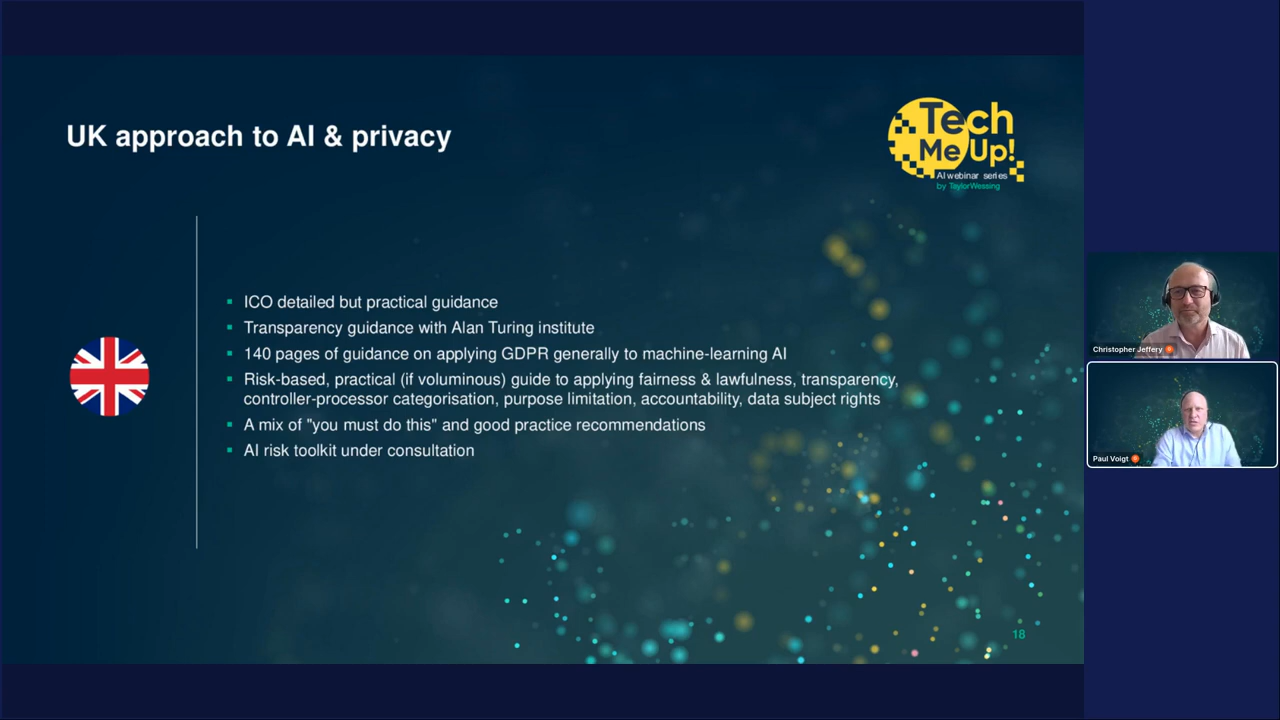 UK approach to AI & privacy
Tech
Me Up!
AI webinar series
by TaylorWessing
ICO detailed but practical guidance
Transparency guidance with Alan Turing institute
140 pages of guidance on applying GDPR generally to machine-learning AI
Risk-based, practical (if voluminous) guide to applying fairness & lawfulness, transparency,
controller-processor categorisation, purpose limitation, accountability, data subject rights
A mix of "you must do this" and good practice recommendations
AI risk toolkit under consultation
18
Christopher Jeffery
Paul Voigt